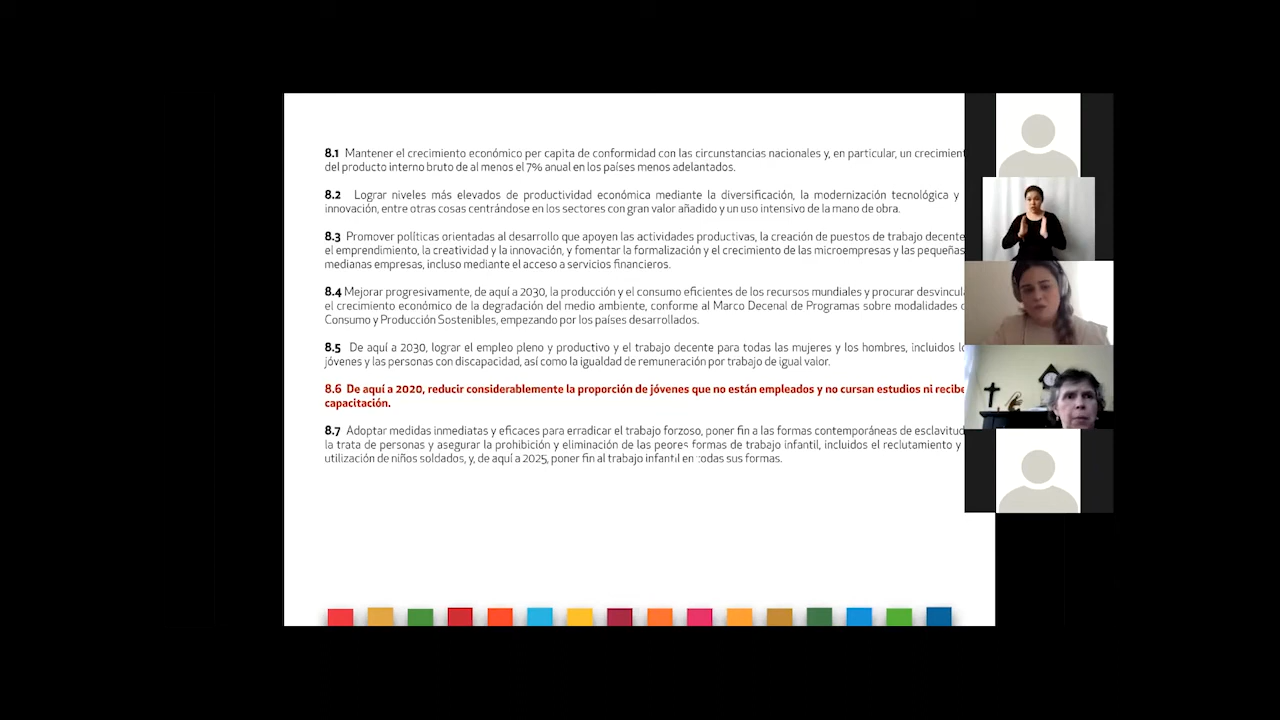 8.1 Mantener el crecimiento económico per capita de conformidad con las circunstancias nacionales y, en particular, un crecimient
del producto interno bruto de al menos el 7% anual en los países menos adelantados.
8.2 Lograr niveles más elevados de productividad económica mediante la diversificación, la modernización tecnológica y
innovación, entre otras cosas centrándose en los sectores con gran valor añadido y un uso intensivo de la mano de obra.
8.3 Promover políticas orientadas al desarrollo que apoyen las actividades productivas, la creación de puestos de trabajo decente
el emprendimiento, la creatividad y la innovación, y fomentar la formalización y el crecimiento de las microempresas y las pequeñas
medianas empresas, incluso mediante el acceso a servicios financieros.
8.4 Mejorar progresivamente, de aquí a 2030, la producción y el consumo eficientes de los recursos mundiales y procurar desvincula
el crecimiento económico de la degradación del medio ambiente, conforme al Marco Decenal de Programas sobre modalidades
Consumo y Producción Sostenibles, empezando por los países desarrollados.
8.5 De aquí a 2030, lograr el empleo pleno y productivo y el trabajo decente para todas las mujeres y los hombres, incluidos lo
jóvenes y las personas con discapacidad, así como la igualdad de remuneración por trabajo de igual valor.
8.6 De aquí a 2020, reducir considerablemente la proporción de jóvenes que no están empleados y no cursan estudios ni recibe
capacitación.
8.7 Adoptar medidas inmediatas y eficaces para erradicar el trabajo forzoso, poner fin a las formas contemporáneas de esclavitud
la trata de personas y asegurar la prohibición y eliminación de las peores formas de trabajo infantil, incluidos el reclutamiento y
utilización de niños soldados, y, de aquí a 2025, poner fin al trabajo infantil en todas sus formas.